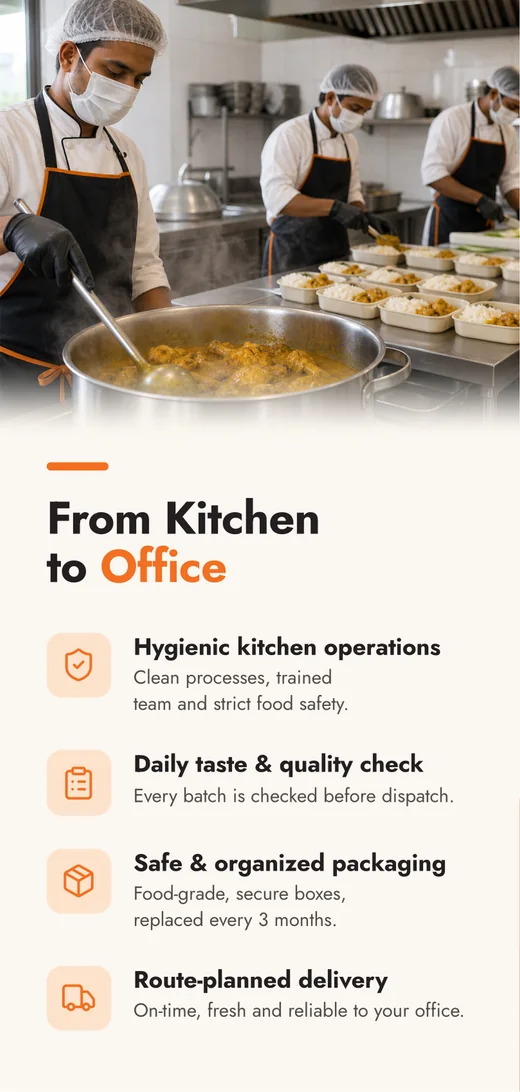 From Kitchen
to Office
Hygienic kitchen operations
Clean processes, trained
team and strict food safety.
Daily taste & quality check
Every batch is checked before dispatch.
Safe & organized packaging
Food-grade, secure boxes,
replaced every 3 months.
Route-planned delivery
On-time, fresh and reliable to your office.